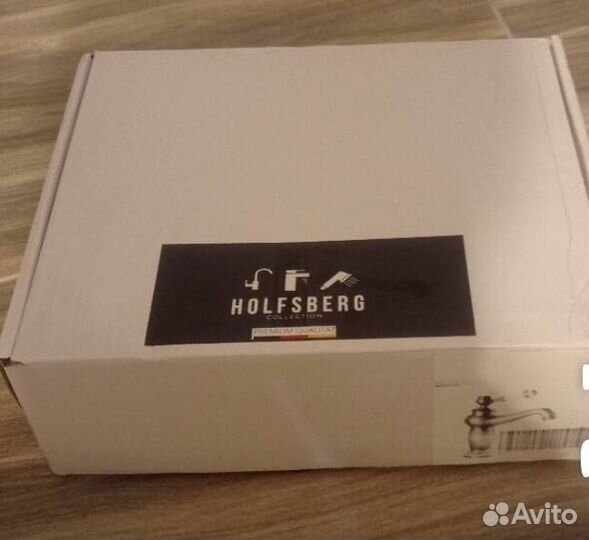 HOLFSBERG
COLLECTION
PREMIUM QUALITÄT
Avito